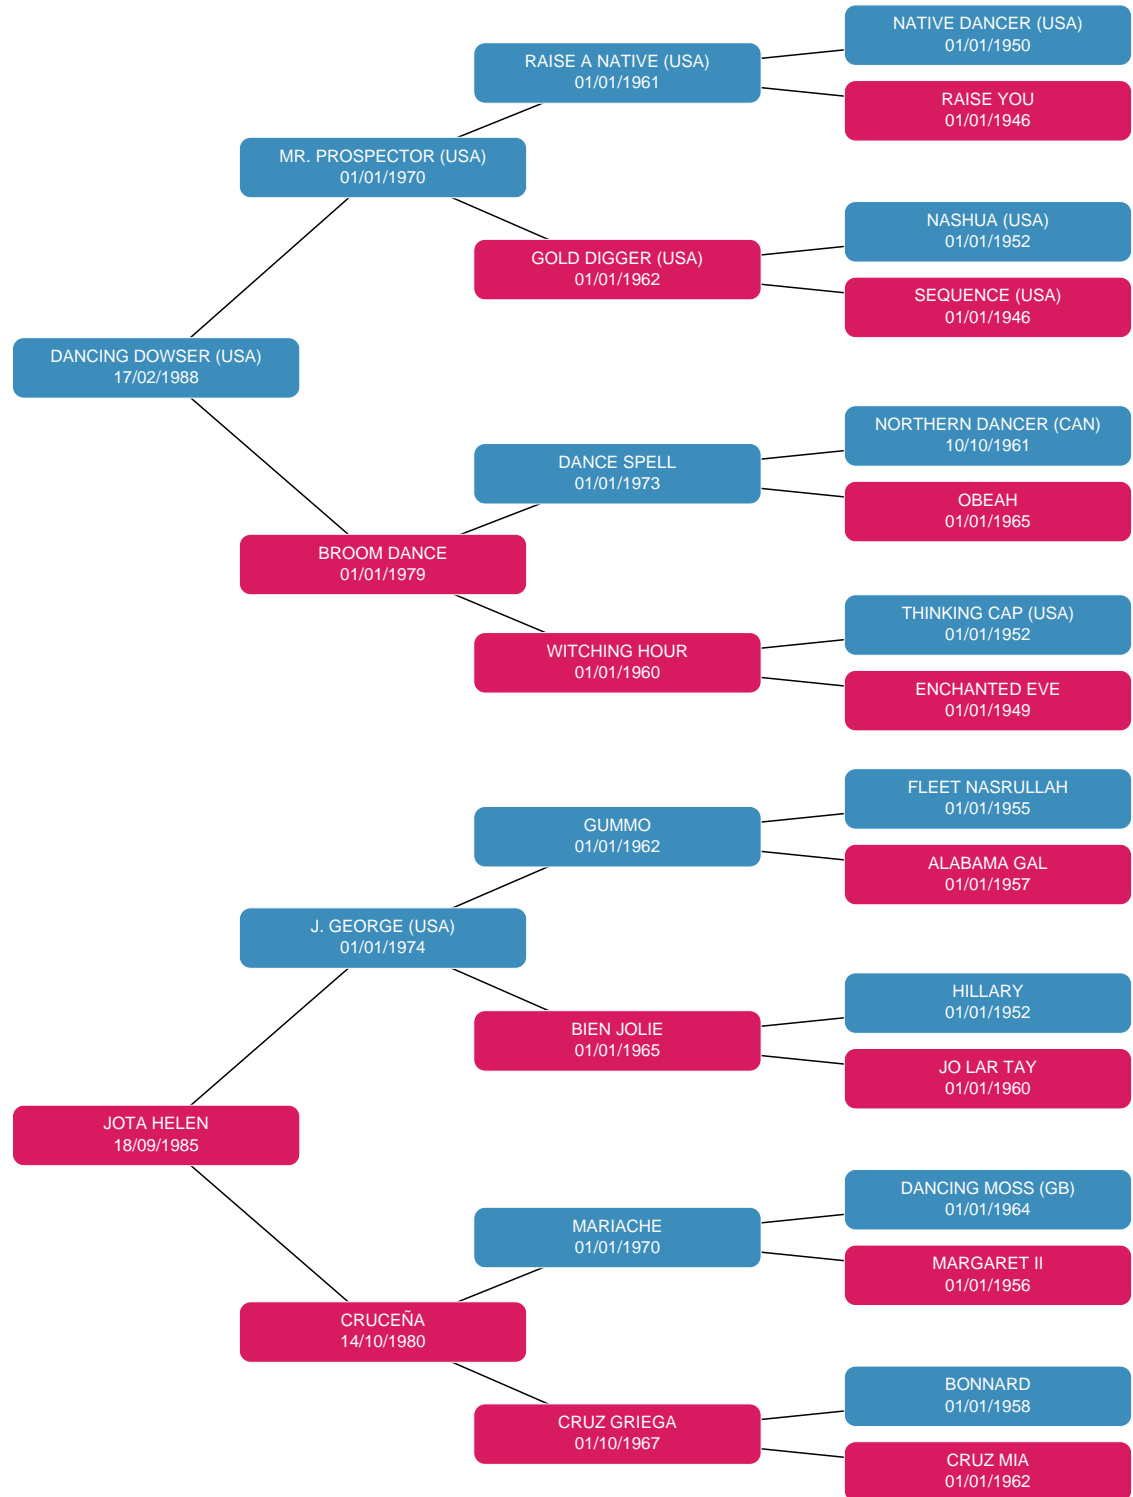 NATIVE DANCER (USA)
01/01/1950
RAISE A NATIVE (USA)
01/01/1961
RAISE YOU
01/01/1946
MR. PROSPECTOR (USA)
01/01/1970
NASHUA (USA)
01/01/1952
GOLD DIGGER (USA)
01/01/1962
SEQUENCE (USA)
01/01/1946
DANCING DOWSER (USA)
17/02/1988
NORTHERN DANCER (CAN)
10/10/1961
DANCE SPELL
01/01/1973
OBEAH
01/01/1965
BROOM DANCE
01/01/1979
THINKING CAP (USA)
01/01/1952
WITCHING HOUR
01/01/1960
ENCHANTED EVE
01/01/1949
FLEET NASRULLAH
01/01/1955
GUMMO
01/01/1962
ALABAMA GAL
01/01/1957
J. GEORGE (USA)
01/01/1974
HILLARY
01/01/1952
BIEN JOLIE
01/01/1965
JO LAR TAY
01/01/1960
JOTA HELEN
18/09/1985
DANCING MOSS (GB)
01/01/1964
MARIACHE
01/01/1970
MARGARET II
01/01/1956
CRUCEÑA
14/10/1980
BONNARD
01/01/1958
CRUZ GRIEGA
01/10/1967
CRUZ MIA
01/01/1962